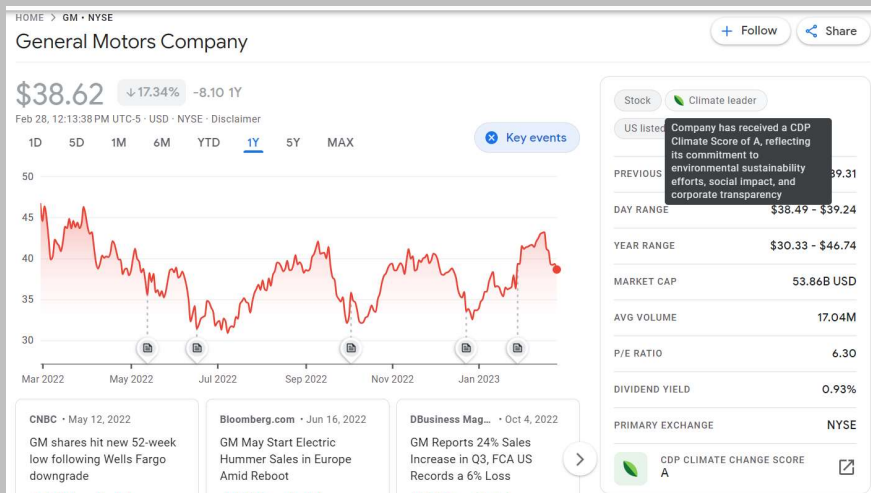 HOME > GM • NYSE
General Motors Company
+ Follow
Share
$38.62 ↓17.34% -8.10 1Y
Feb 28, 12:13:38 PM UTC-5 · USD · NYSE · Disclaimer
1D 5D 1M 6M YTD 1Y 5Y MAX
Key events
50
45
40
35
30
Mar 2022 May 2022 Jul 2022 Sep 2022 Nov 2022 Jan 2023
CNBC • May 12, 2022
GM shares hit new 52-week
low following Wells Fargo
downgrade
Bloomberg.com • Jun 16, 2022
GM May Start Electric
Hummer Sales in Europe
Amid Reboot
DBusiness Mag... • Oct 4, 2022
GM Reports 24% Sales
Increase in Q3, FCA US
Records a 6% Loss
Stock Climate leader
US listed
Company has received a CDP
Climate Score of A, reflecting
its commitment to
environmental sustainability
efforts, social impact, and
corporate transparency
PREVIOUS 39.31
DAY RANGE $38.49 - $39.24
YEAR RANGE $30.33 - $46.74
MARKET CAP 53.86B USD
AVG VOLUME 17.04M
P/E RATIO 6.30
DIVIDEND YIELD 0.93%
PRIMARY EXCHANGE NYSE
CDP CLIMATE CHANGE SCORE
A